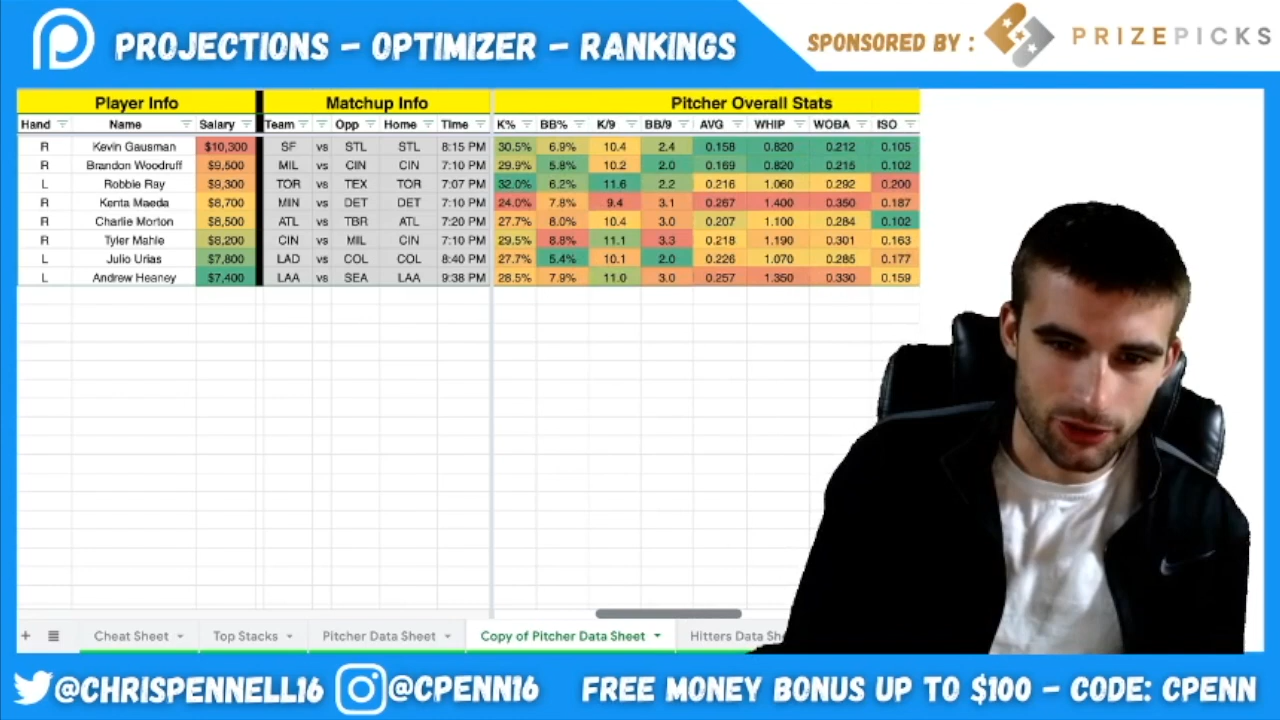 PROJECTIONS - OPTIMIZER - RANKINGS
SPONSORED BY : PRIZEPICKS
Player Info Matchup Info Pitcher Overall Stats
Hand Name Salary Team Opp Home Time K% BB% K/9 BB/9 AVG WHIP WOBA ISO
R Kevin Gausman $10,300 SF vs STL STL 8:15 PM 30.5% 6.9% 10.4 2.4 0.158 0.820 0.212 0.105
R Brandon Woodruff $9,500 MIL vs CIN CIN 7:10 PM 29.9% 5.8% 10.2 2.0 0.169 0.820 0.215 0.102
L Robbie Ray $9,300 TOR vs TEX TOR 7:07 PM 32.0% 6.2% 11.6 2.2 0.216 1.060 0.292 0.200
R Kenta Maeda $8,700 MIN vs DET DET 7:10 PM 24.0% 7.8% 9.4 3.1 0.267 1.400 0.350 0.187
R Charlie Morton $8,500 ATL vs TBR ATL 7:20 PM 27.7% 8.0% 10.4 3.0 0.207 1.100 0.284 0.102
R Tyler Mahle $8,200 CIN vs MIL CIN 7:10 PM 29.5% 8.8% 11.1 3.3 0.218 1.190 0.301 0.163
L Julio Urias $7,800 LAD vs COL COL 8:40 PM 27.7% 5.4% 10.1 2.0 0.226 1.070 0.285 0.177
L Andrew Heaney $7,400 LAA vs SEA LAA 9:38 PM 28.5% 7.9% 11.0 3.0 0.257 1.350 0.330 0.159
+ Cheat Sheet Top Stacks Pitcher Data Sheet Copy of Pitcher Data Sheet Hitters Data She
@CHRISPENNELL16 @CPENN16 FREE MONEY BONUS UP TO $100 - CODE: CPENN